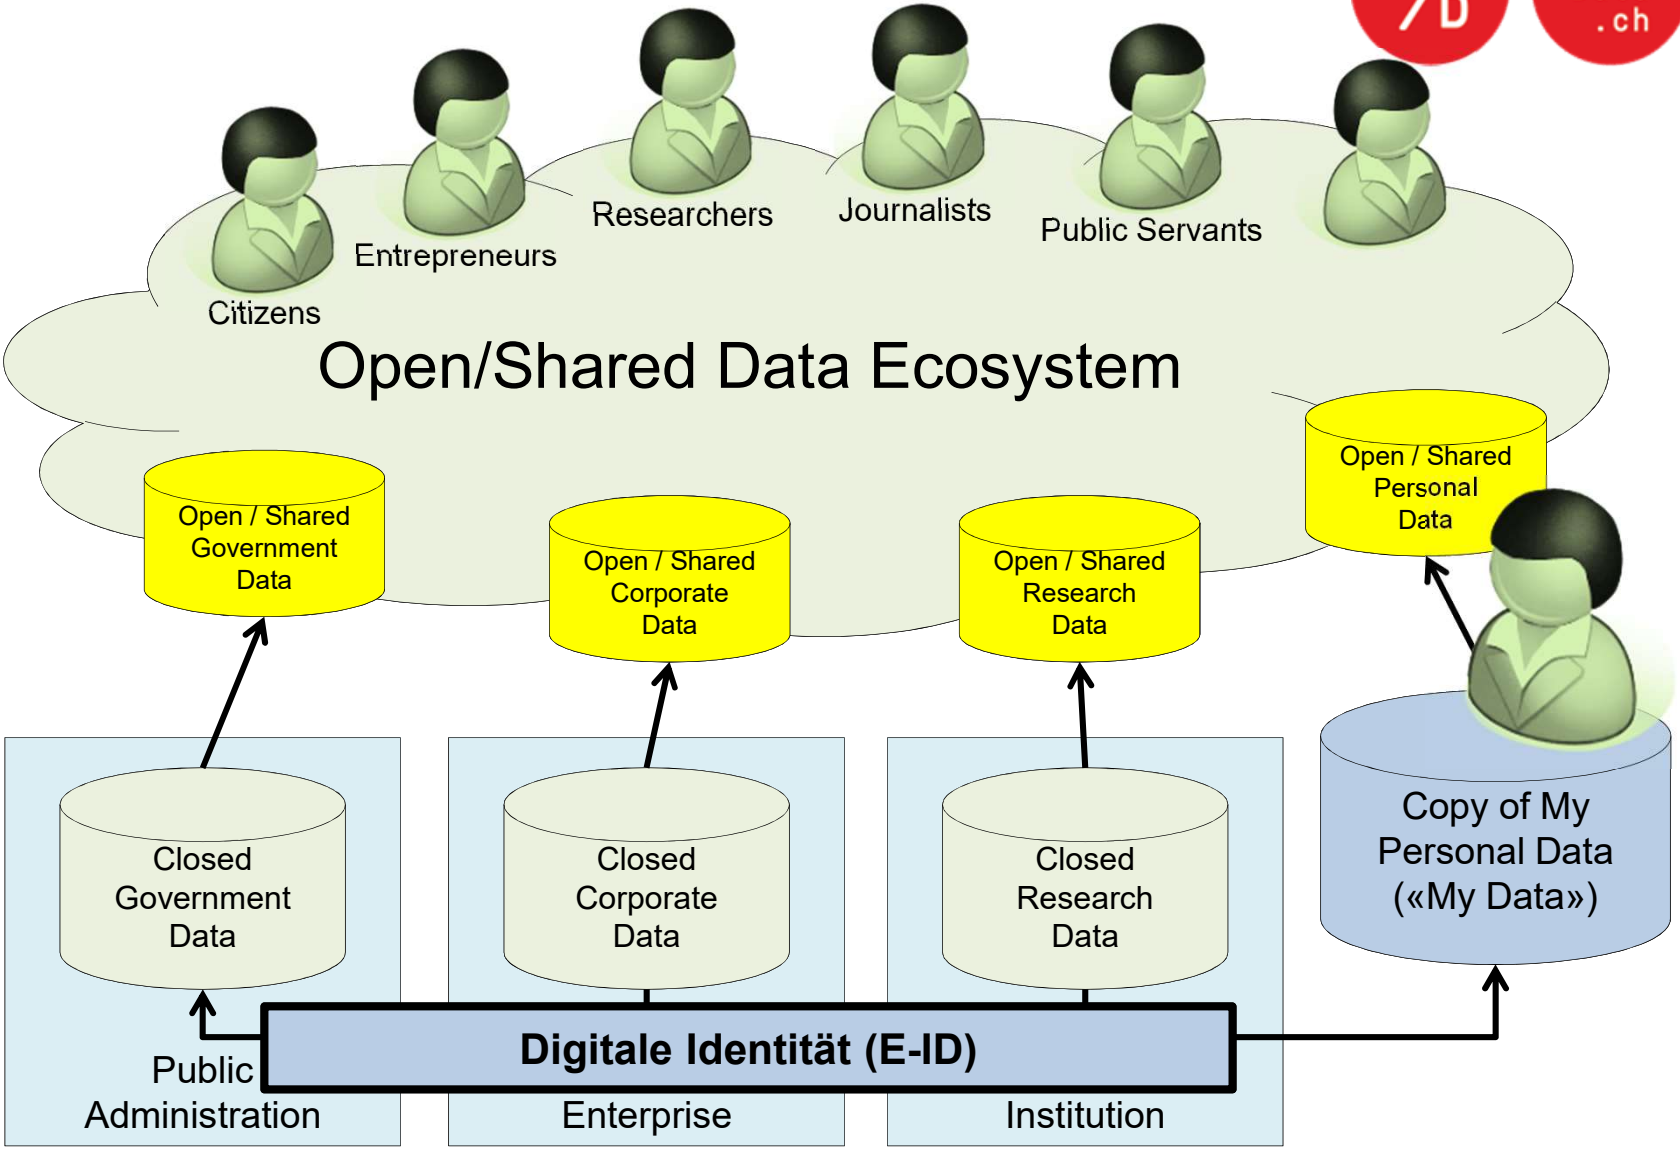 /D
.ch
Researchers
Journalists
Public Servants
Entrepreneurs
Citizens
Open/Shared Data Ecosystem
Open / Shared
Government
Data
Open / Shared
Corporate
Data
Open / Shared
Research
Data
Open / Shared
Personal
Data
Closed
Government
Data
Closed
Corporate
Data
Closed
Research
Data
Copy of My
Personal Data
(«My Data»)
Digitale Identität (E-ID)
Public
Administration
Enterprise
Institution